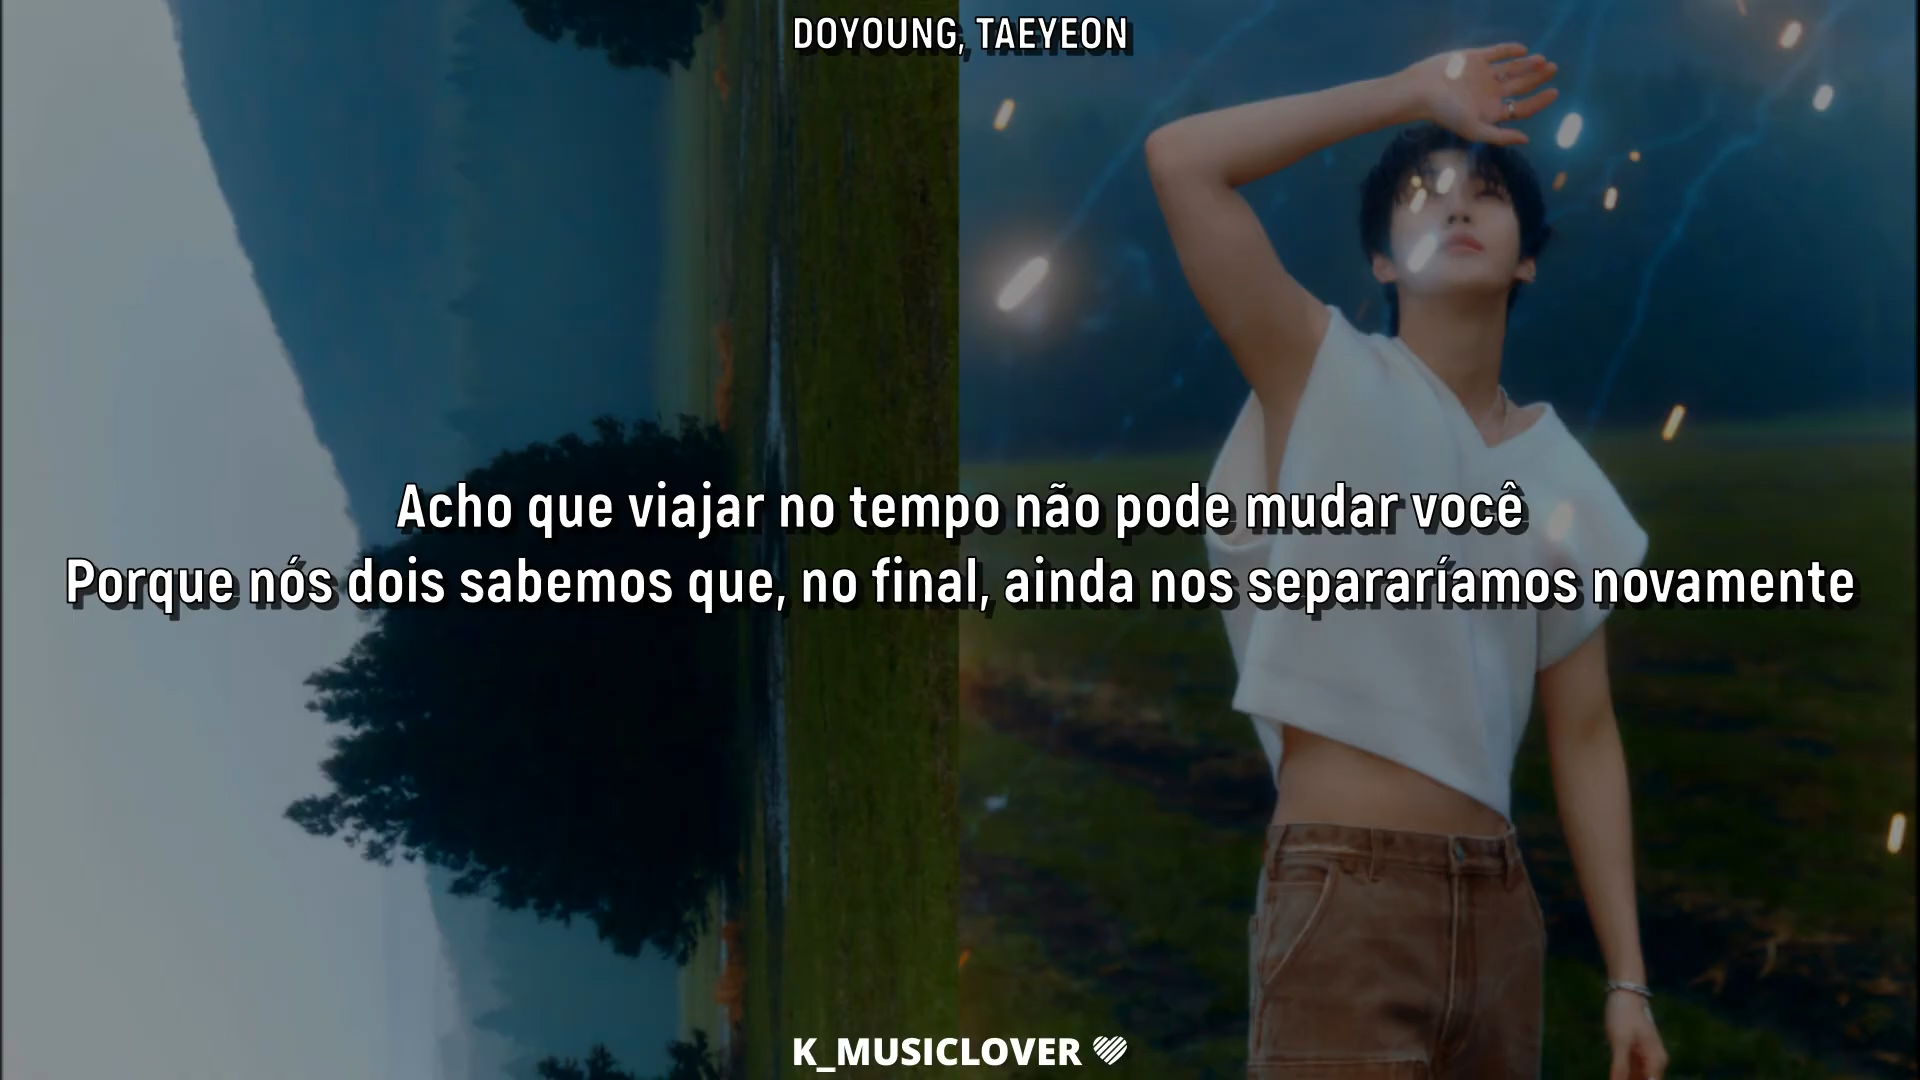 DOYOUNG, TAEYEON
Acho que viajar no tempo não pode mudar você
Porque nós dois sabemos que, no final, ainda nos separaríamos novamente
K_MUSICLOVER